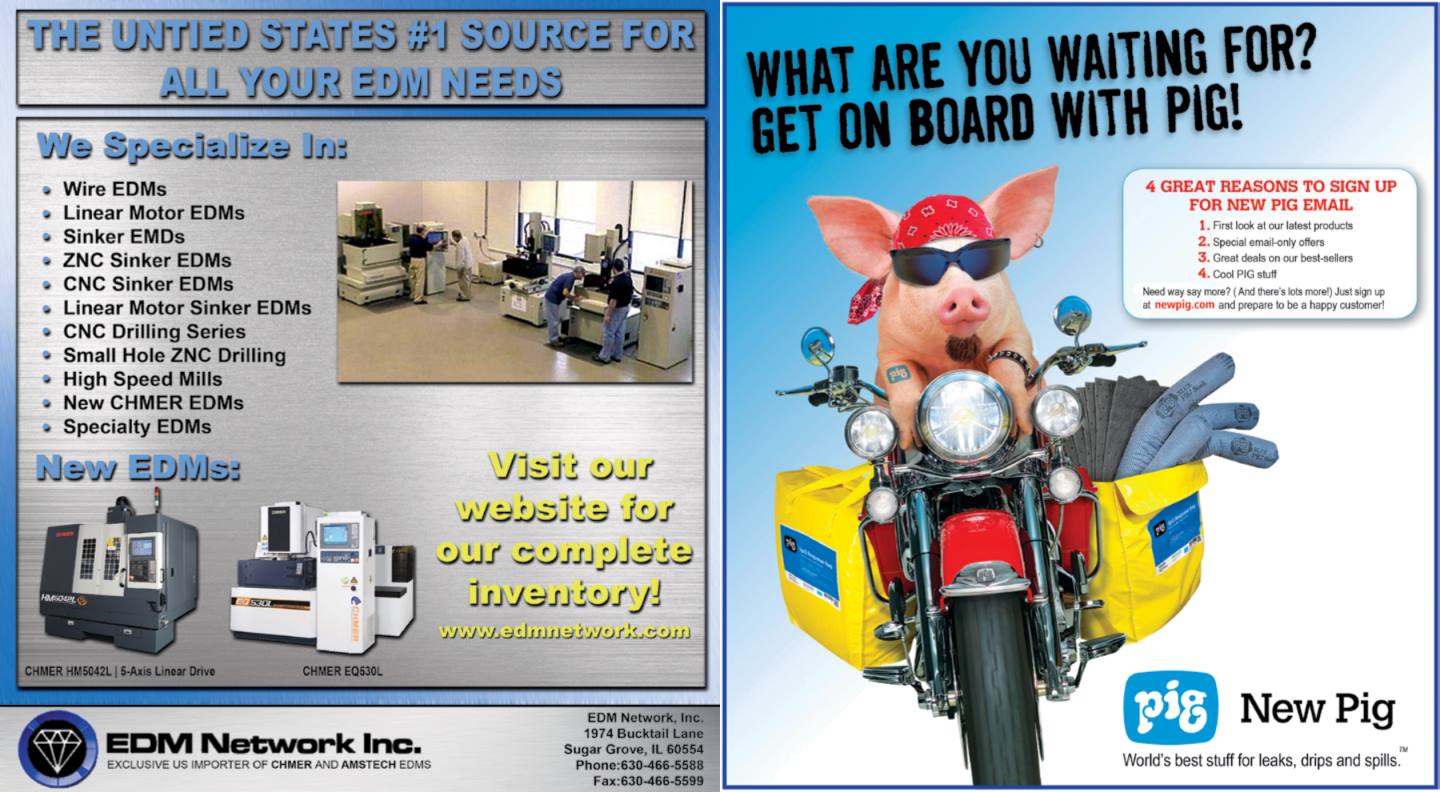 THE UNTIED STATES #1 SOURCE FOR
ALL YOUR EDM NEEDS
We Specialize In:
• Wire EDMs
• Linear Motor EDMs
• Sinker EMDs
• ZNC Sinker EDMs
• CNC Sinker EDMs
• Linear Motor Sinker EDMs
• CNC Drilling Series
• Small Hole ZNC Drilling
• High Speed Mills
• New CHMER EDMs
• Specialty EDMs
New EDMs:
HM5042L
EQ530L
CHMER
Visit our
website for
our complete
inventory!
www.edmnetwork.com
CHMER HM5042L | 5-Axis Linear Drive
CHMER EQ530L
EDM Network Inc.
EXCLUSIVE US IMPORTER OF CHMER AND AMSTECH EDMS
EDM Network, Inc.
1974 Bucktail Lane
Sugar Grove, IL 60554
Phone:630-466-5588
Fax:630-466-5599
WHAT ARE YOU WAITING FOR?
GET ON BOARD WITH PIG!
4 GREAT REASONS TO SIGN UP
FOR NEW PIG EMAIL
1. First look at our latest products
2. Special email-only offers
3. Great deals on our best-sellers
4. Cool PIG stuff
Need way say more? ( And there's lots more!) Just sign up
at newpig.com and prepare to be a happy customer!
pig
pig
pig
pig
pig
New Pig
World's best stuff for leaks, drips and spills.™